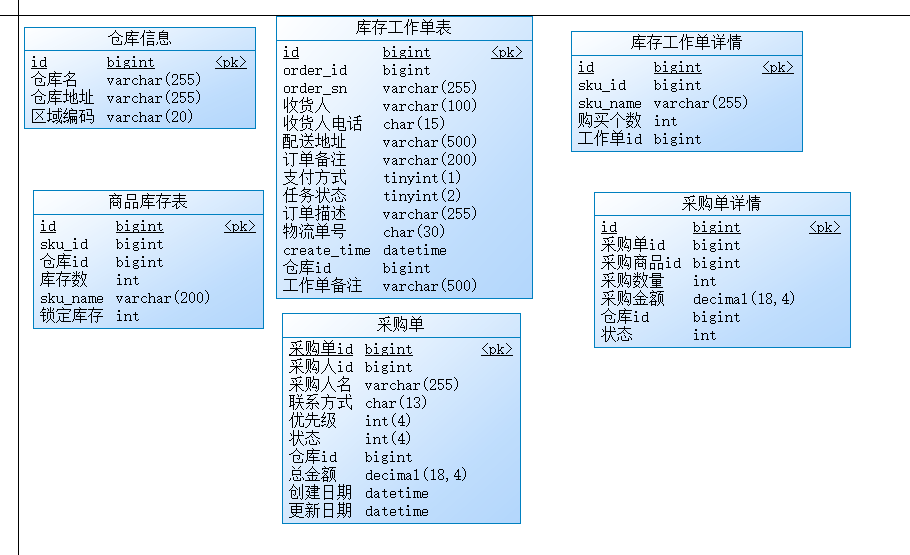 仓库信息
id bigint <pk>
仓库名 varchar(255)
仓库地址 varchar(255)
区域编码 varchar(20)
库存工作单表
id bigint <pk>
order_id bigint
order_sn varchar(255)
收货人 varchar(100)
收货人电话 char(15)
配送地址 varchar(500)
订单备注 varchar(200)
支付方式 tinyint(1)
任务状态 tinyint(2)
订单描述 varchar(255)
物流单号 char(30)
create_time datetime
仓库id bigint
工作单备注 varchar(500)
库存工作单详情
id bigint <pk>
sku_id bigint
sku_name varchar(255)
购买个数 int
工作单id bigint
商品库存表
id bigint <pk>
sku_id bigint
仓库id bigint
库存数 int
sku_name varchar(200)
锁定库存 int
采购单详情
id bigint <pk>
采购单id bigint
采购商品id bigint
采购数量 int
采购金额 decimal(18,4)
仓库id bigint
状态 int
采购单
采购单id bigint <pk>
采购人id bigint
采购人名 varchar(255)
联系方式 char(13)
优先级 int(4)
状态 int(4)
仓库id bigint
总金额 decimal(18,4)
创建日期 datetime
更新日期 datetime